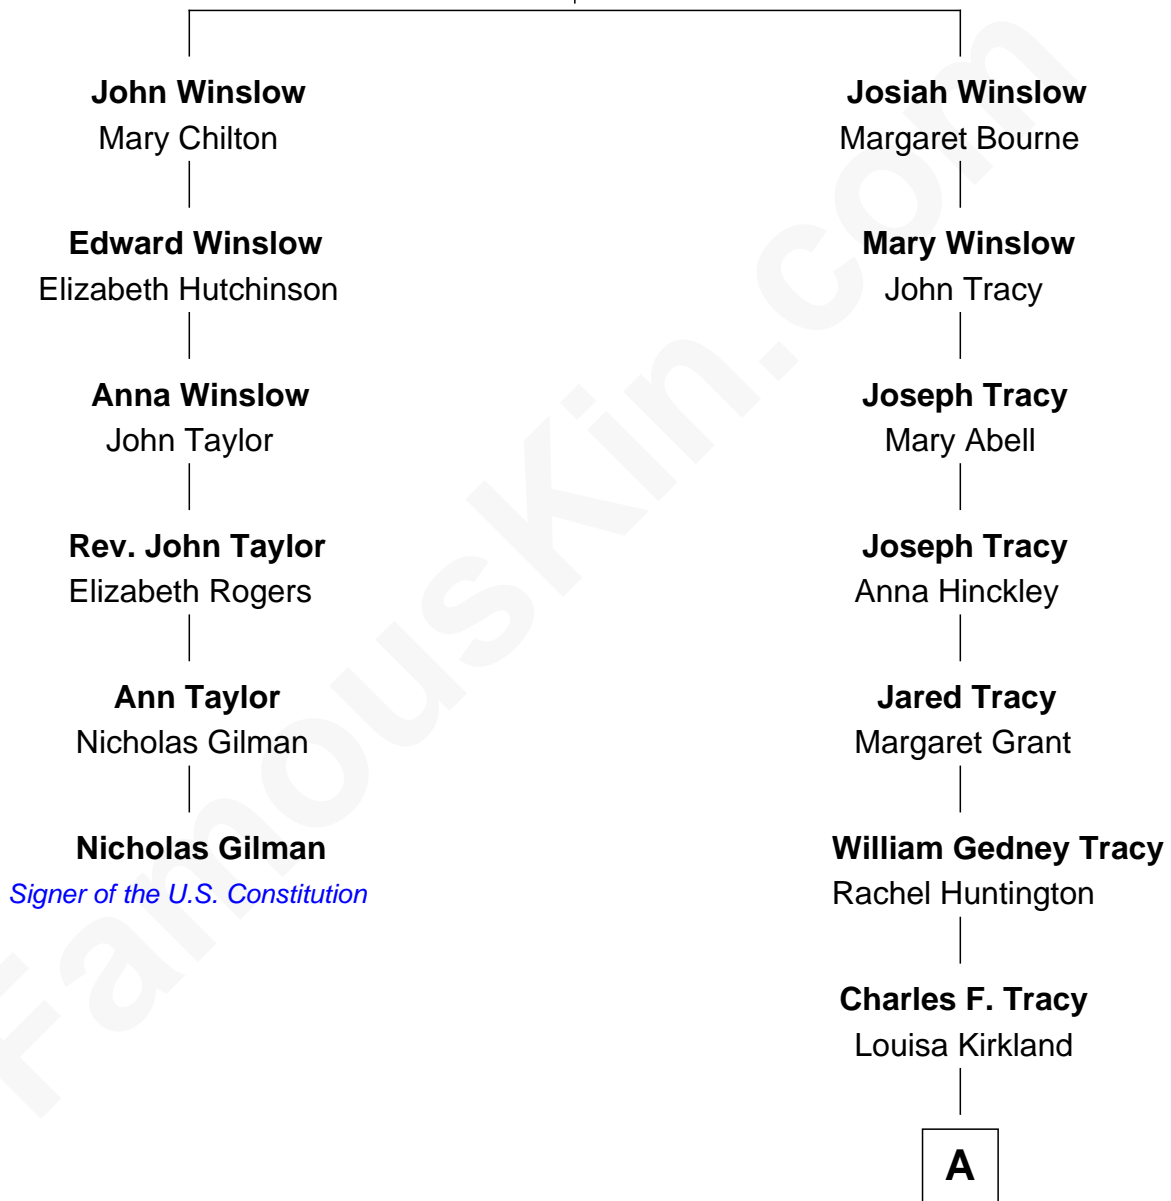 John Winslow
Mary Chilton
Edward Winslow
Elizabeth Hutchinson
Anna Winslow
John Taylor
Rev. John Taylor
Elizabeth Rogers
Ann Taylor
Nicholas Gilman
Nicholas Gilman
Signer of the U.S. Constitution
Josiah Winslow
Margaret Bourne
Mary Winslow
John Tracy
Joseph Tracy
Mary Abell
Joseph Tracy
Anna Hinckley
Jared Tracy
Margaret Grant
William Gedney Tracy
Rachel Huntington
Charles F. Tracy
Louisa Kirkland
A
FamousKin.com